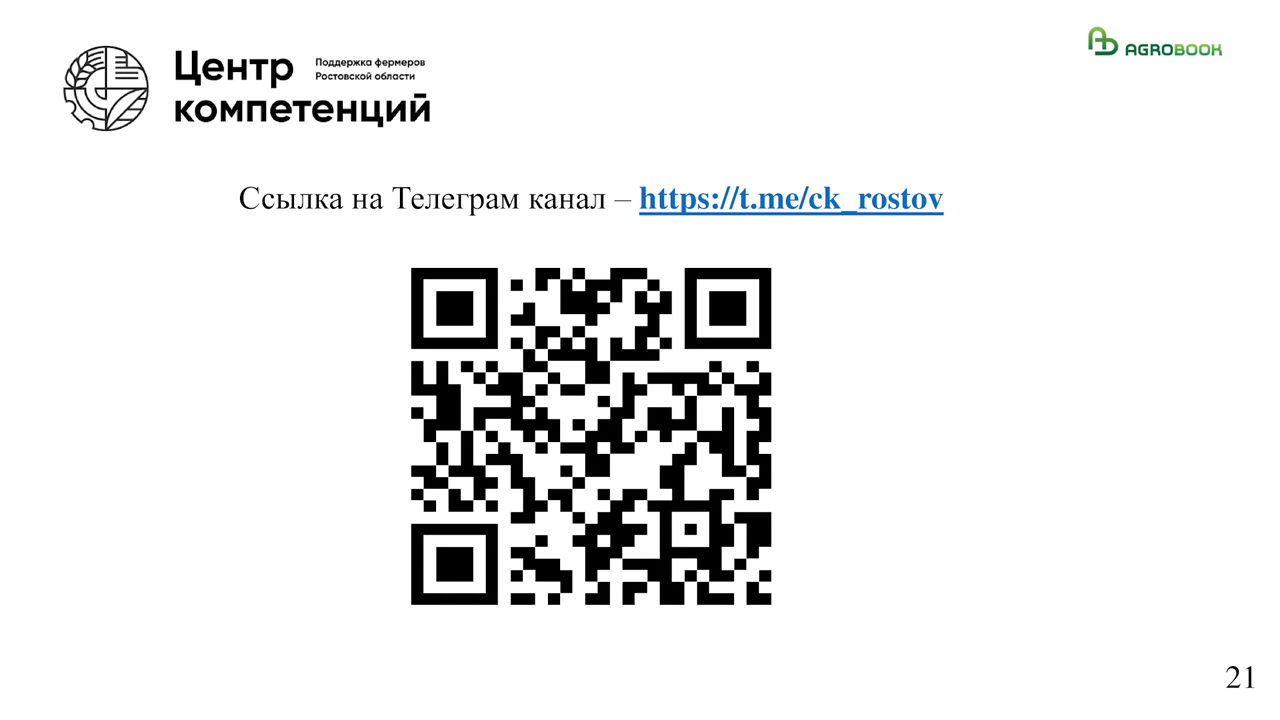 Центр
компетенций
Поддержка фермеров
Ростовской области
AGROBOOK
Ссылка на Телеграм канал – https://t.me/ck_rostov
21